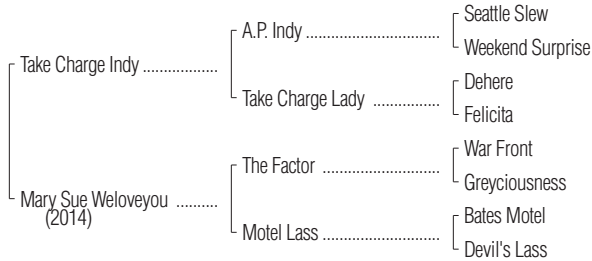 Seattle Slew
A.P. Indy ..............................
Weekend Surprise
Take Charge Indy .................
Dehere
Take Charge Lady ...............
Felicita
War Front
The Factor ..........................
Greyciousness
Mary Sue Weloveyou .........
(2014)
Bates Motel
Motel Lass ..........................
Devil's Lass